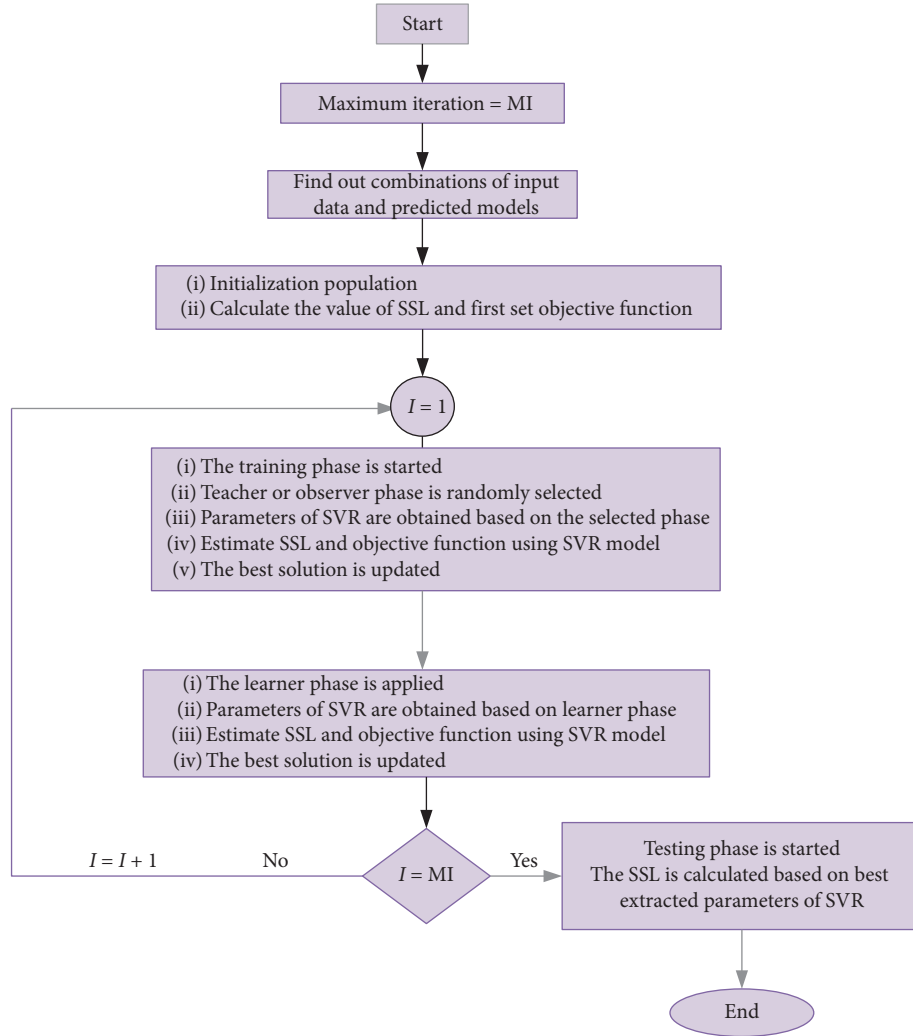 Start
Maximum iteration = MI
Find out combinations of input
data and predicted models
(i) Initialization population
(ii) Calculate the value of SSL and first set objective function
I = 1
(i) The training phase is started
(ii) Teacher or observer phase is randomly selected
(iii) Parameters of SVR are obtained based on the selected phase
(iv) Estimate SSL and objective function using SVR model
(v) The best solution is updated
(i) The learner phase is applied
(ii) Parameters of SVR are obtained based on learner phase
(iii) Estimate SSL and objective function using SVR model
(iv) The best solution is updated
I = I + 1
No
I = MI
Yes
Testing phase is started
The SSL is calculated based on best
extracted parameters of SVR
End